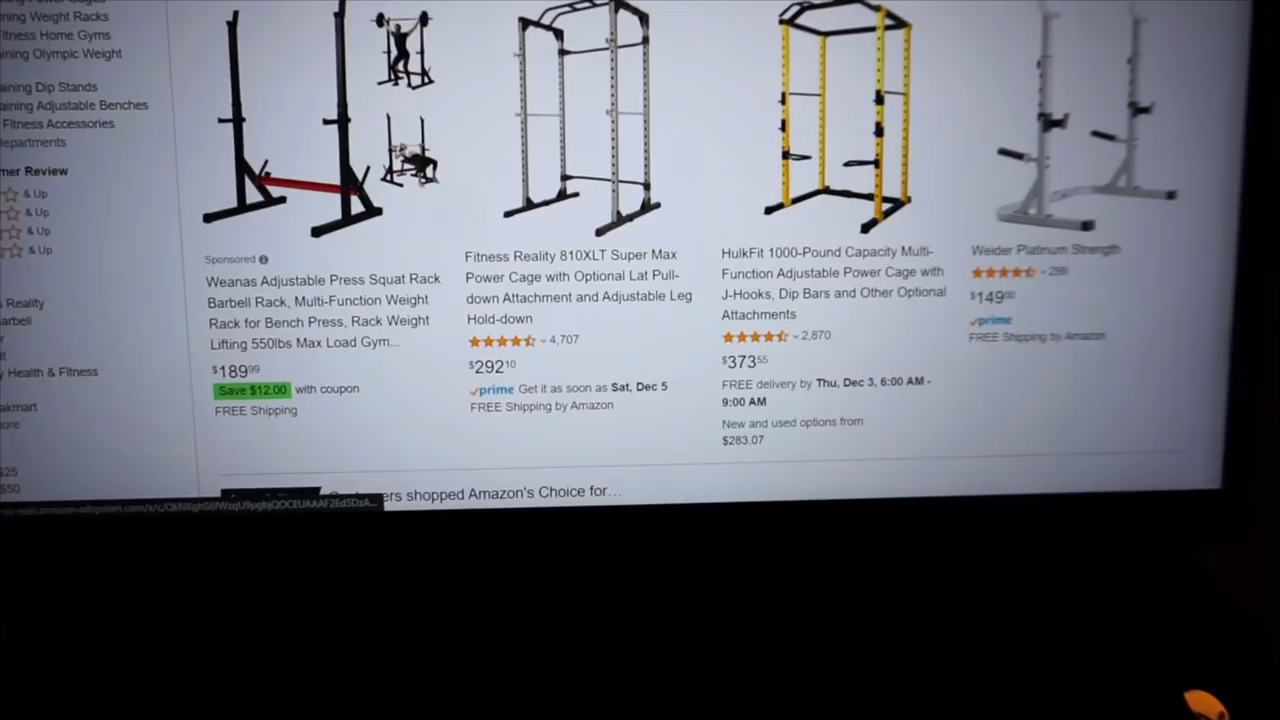 ning Weight Racks
Fitness Home Gyms
ining Olympic Weight
aining Dip Stands
aining Adjustable Benches
Fitness Accessories
epartments
mer Review
& Up
& Up
& Up
& Up
Reality
arbell
Health & Fitness
akmart
ore
$25
$50
Sponsored
Weanas Adjustable Press Squat Rack
Barbell Rack, Multi-Function Weight
Rack for Bench Press, Rack Weight
Lifting 550lbs Max Load Gym...
$189.99
Save $12.00 with coupon
FREE Shipping
Fitness Reality 810XLT Super Max
Power Cage with Optional Lat Pull-
down Attachment and Adjustable Leg
Hold-down
4,707
$292.10
prime Get it as soon as Sat, Dec 5
FREE Shipping by Amazon
HulkFit 1000-Pound Capacity Multi-
Function Adjustable Power Cage with
J-Hooks, Dip Bars and Other Optional
Attachments
2,870
$373.55
FREE delivery by Thu, Dec 3, 6:00 AM -
9:00 AM
New and used options from
$283.07
Weider Platinum Strength
$149.00
prime
FREE Shipping by Amazon
ers shopped Amazon's Choice for…